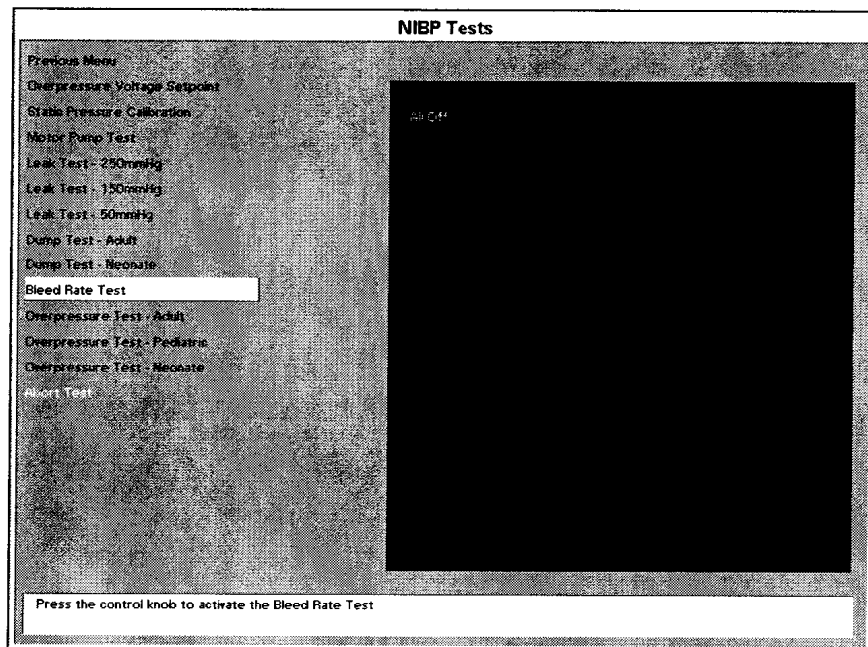 NIBP Tests
Previous Menu
Overpressure Voltage Setpoint
Static Pressure Calibration
Motor Pump Test
Leak Test - 250mmHg
Leak Test - 150mmHg
Leak Test - 50mmHg
Dump Test - Adult
Dump Test - Neonate
Bleed Rate Test
Overpressure Test - Adult
Overpressure Test - Pediatric
Overpressure Test - Neonate
Abort Test
All Off
Press the control knob to activate the Bleed Rate Test